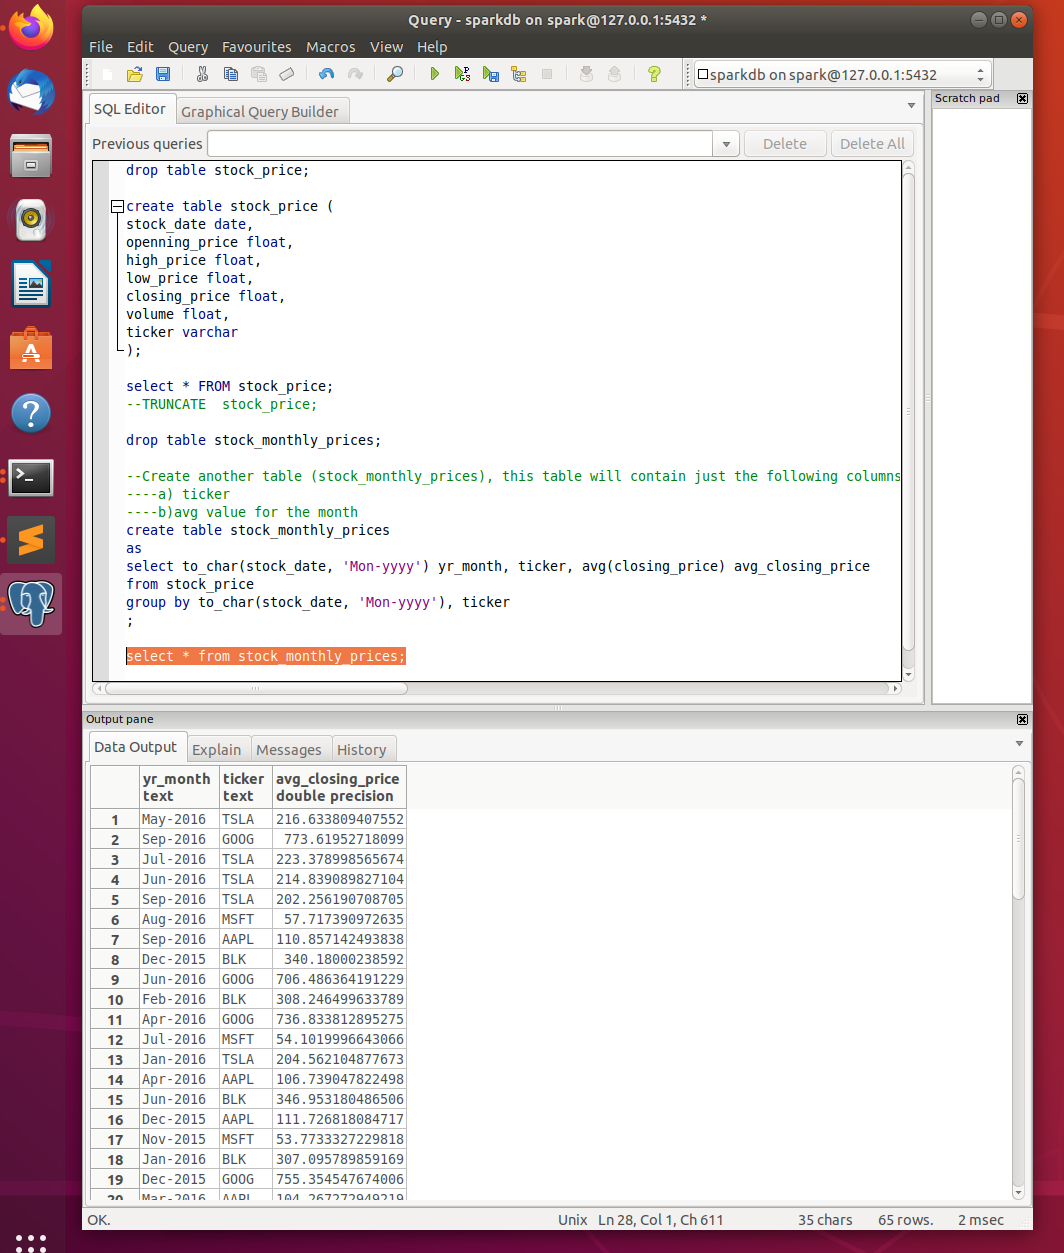 Query - sparkdb on spark@127.0.0.1:5432 *
File Edit Query Favourites Macros View Help
sparkdb on spark@127.0.0.1:5432
SQL Editor Graphical Query Builder
Scratch pad
Previous queries Delete Delete All
drop table stock_price;
create table stock_price (
stock_date date,
openning_price float,
high_price float,
low_price float,
closing_price float,
volume float,
ticker varchar
);
select * FROM stock_price;
--TRUNCATE  stock_price;
drop table stock_monthly_prices;
--Create another table (stock_monthly_prices), this table will contain just the following columns
----a) ticker
----b)avg value for the month
create table stock_monthly_prices
as
select to_char(stock_date, 'Mon-yyyy') yr_month, ticker, avg(closing_price) avg_closing_price
from stock_price
group by to_char(stock_date, 'Mon-yyyy'), ticker
;
select * from stock_monthly_prices;
Output pane
Data Output Explain Messages History
yr_month ticker avg_closing_price
text text double precision
1 May-2016 TSLA 216.633809407552
2 Sep-2016 GOOG 773.61952718099
3 Jul-2016 TSLA 223.378998565674
4 Jun-2016 TSLA 214.839089827104
5 Sep-2016 TSLA 202.256190708705
6 Aug-2016 MSFT 57.717390972635
7 Sep-2016 AAPL 110.857142493838
8 Dec-2015 BLK 340.18000238592
9 Jun-2016 GOOG 706.486364191229
10 Feb-2016 BLK 308.246499633789
11 Apr-2016 GOOG 736.833812895275
12 Jul-2016 MSFT 54.1019996643066
13 Jan-2016 TSLA 204.562104877673
14 Apr-2016 AAPL 106.739047822498
15 Jun-2016 BLK 346.953180486506
16 Dec-2015 AAPL 111.726818084717
17 Nov-2015 MSFT 53.7733327229818
18 Jan-2016 BLK 307.095789859169
19 Dec-2015 GOOG 755.354547674006
20 Mar-2016 AAPL 104.267272949219
OK. Unix Ln 28, Col 1, Ch 611 35 chars 65 rows. 2 msec